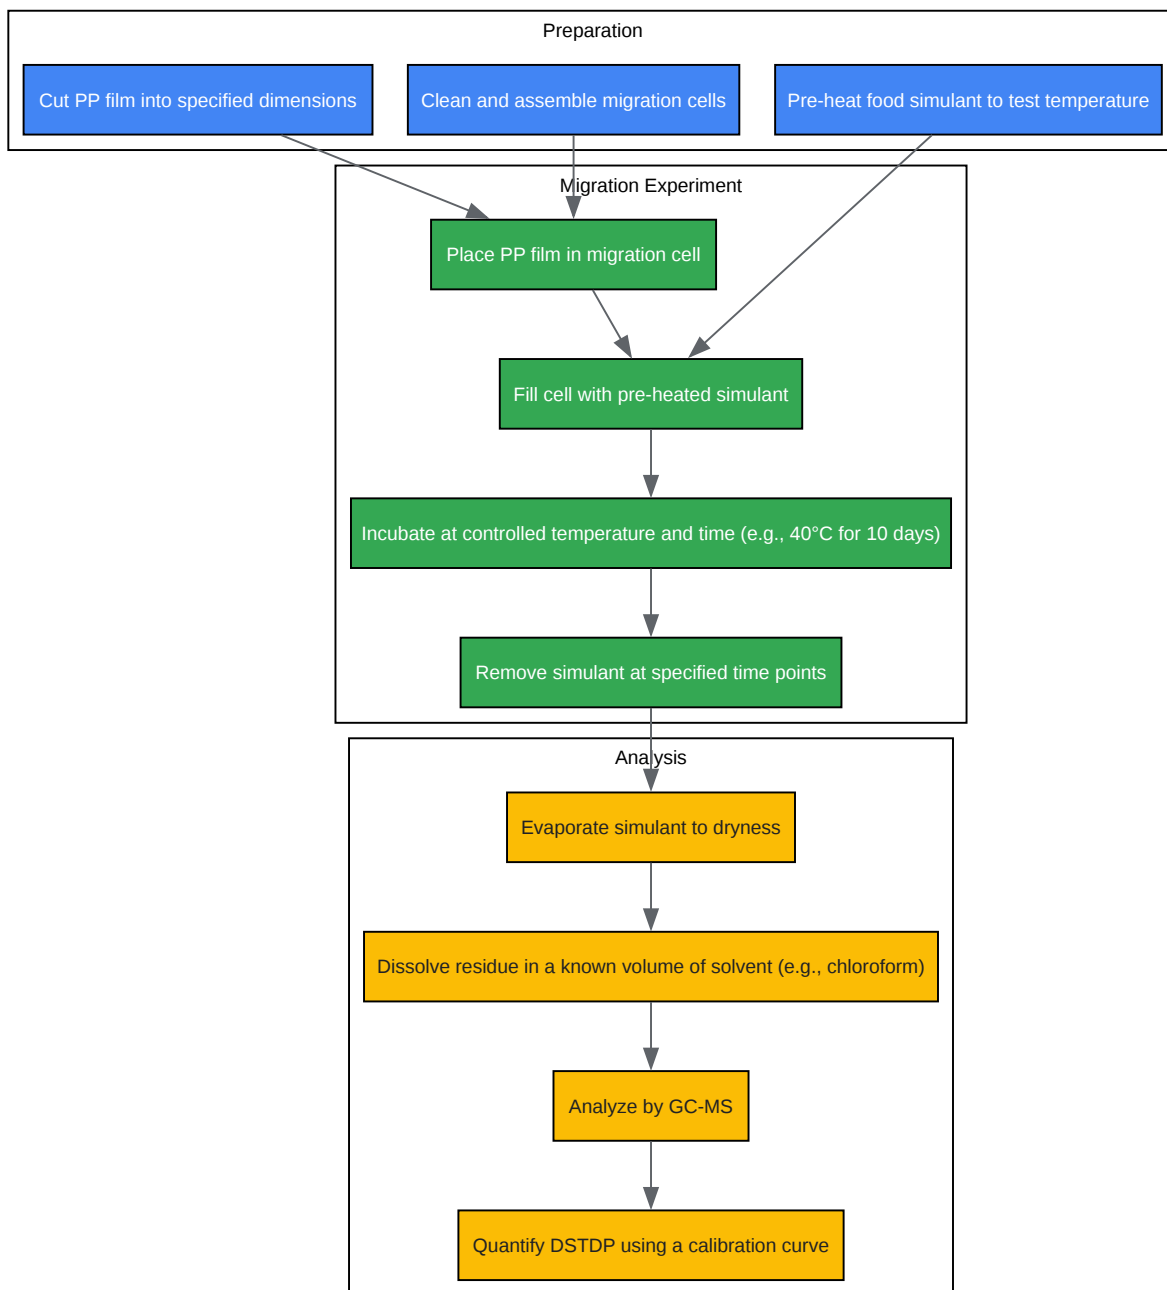 Preparation
Cut PP film into specified dimensions
Clean and assemble migration cells
Pre-heat food simulant to test temperature
Migration Experiment
Place PP film in migration cell
Fill cell with pre-heated simulant
Incubate at controlled temperature and time (e.g., 40°C for 10 days)
Remove simulant at specified time points
Analysis
Evaporate simulant to dryness
Dissolve residue in a known volume of solvent (e.g., chloroform)
Analyze by GC-MS
Quantify DSTDP using a calibration curve